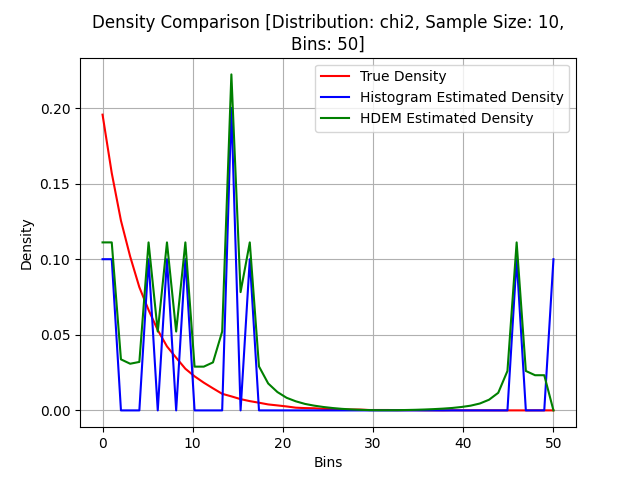 Density Comparison [Distribution: chi2, Sample Size: 10,
Bins: 50]
True Density
Histogram Estimated Density
HDEM Estimated Density
Density
0.20
0.15
0.10
0.05
0.00
0
10
20
30
40
50
Bins